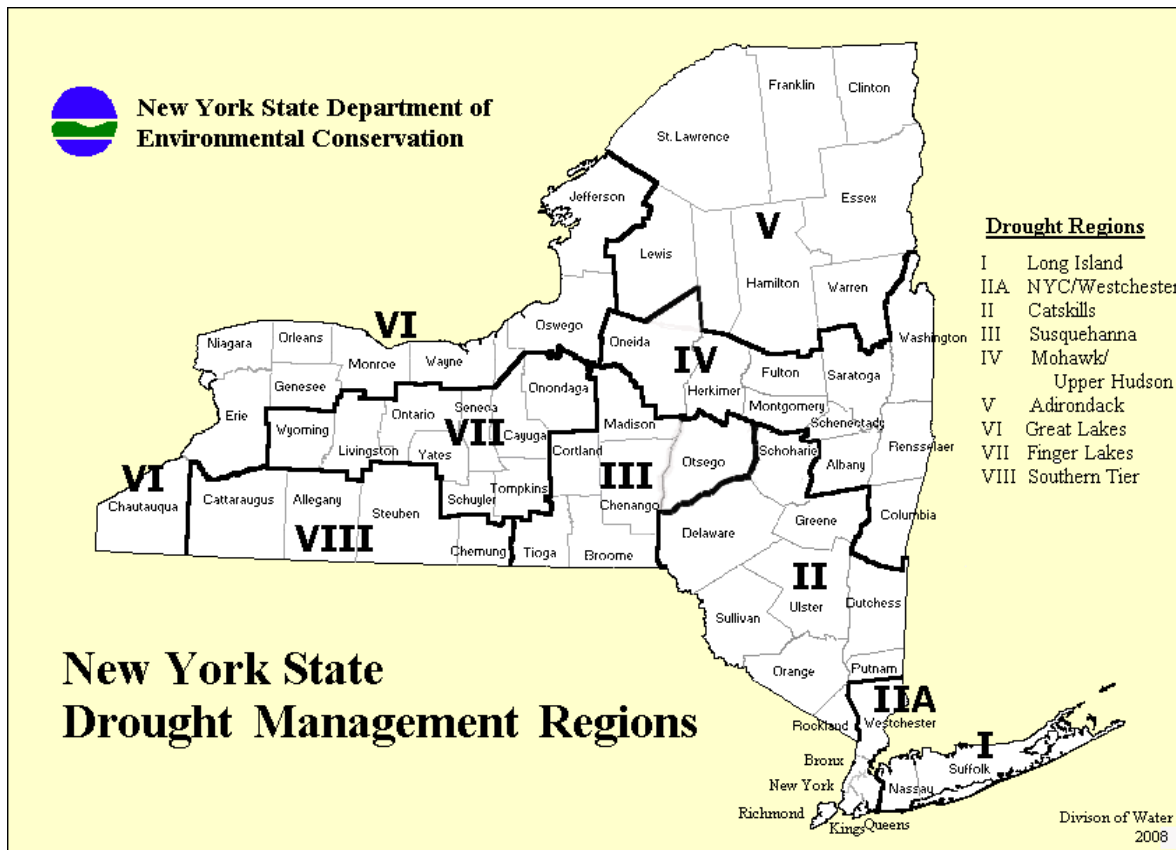 New York State Department of
Environmental Conservation
Franklin
Clinton
St. Lawrence
Jefferson
Essex
V
Lewis
Hamilton
Warren
Drought Regions
I Long Island
IIA NYC/Westchester
II Catskills
III Susquehanna
IV Mohawk/
Upper Hudson
V Adirondack
VI Great Lakes
VII Finger Lakes
VIII Southern Tier
VI
Niagara
Orleans
Monroe
Wayne
Oswego
Oneida
IV
Washington
Genesee
Erie
Wyoming
Livingston
Ontario
Seneca
VII
Yates
Cayuga
Onondaga
Madison
Herkimer
Fulton
Saratoga
Montgomery
Schenectady
Rensselaer
Cortland
III
Otsego
Schoharie
Albany
VI
Chautauqua
Cattaraugus
Allegany
Steuben
Schuyler
Tompkins
Chenango
VIII
Chemung
Tioga
Broome
Delaware
Greene
Columbia
II
Ulster
Dutchess
Sullivan
Orange
Putnam
New York State
Drought Management Regions
IIA
Rockland
Westchester
I
Suffolk
Nassau
Bronx
New York
Richmond
Kings
Queens
Divison of Water
2008